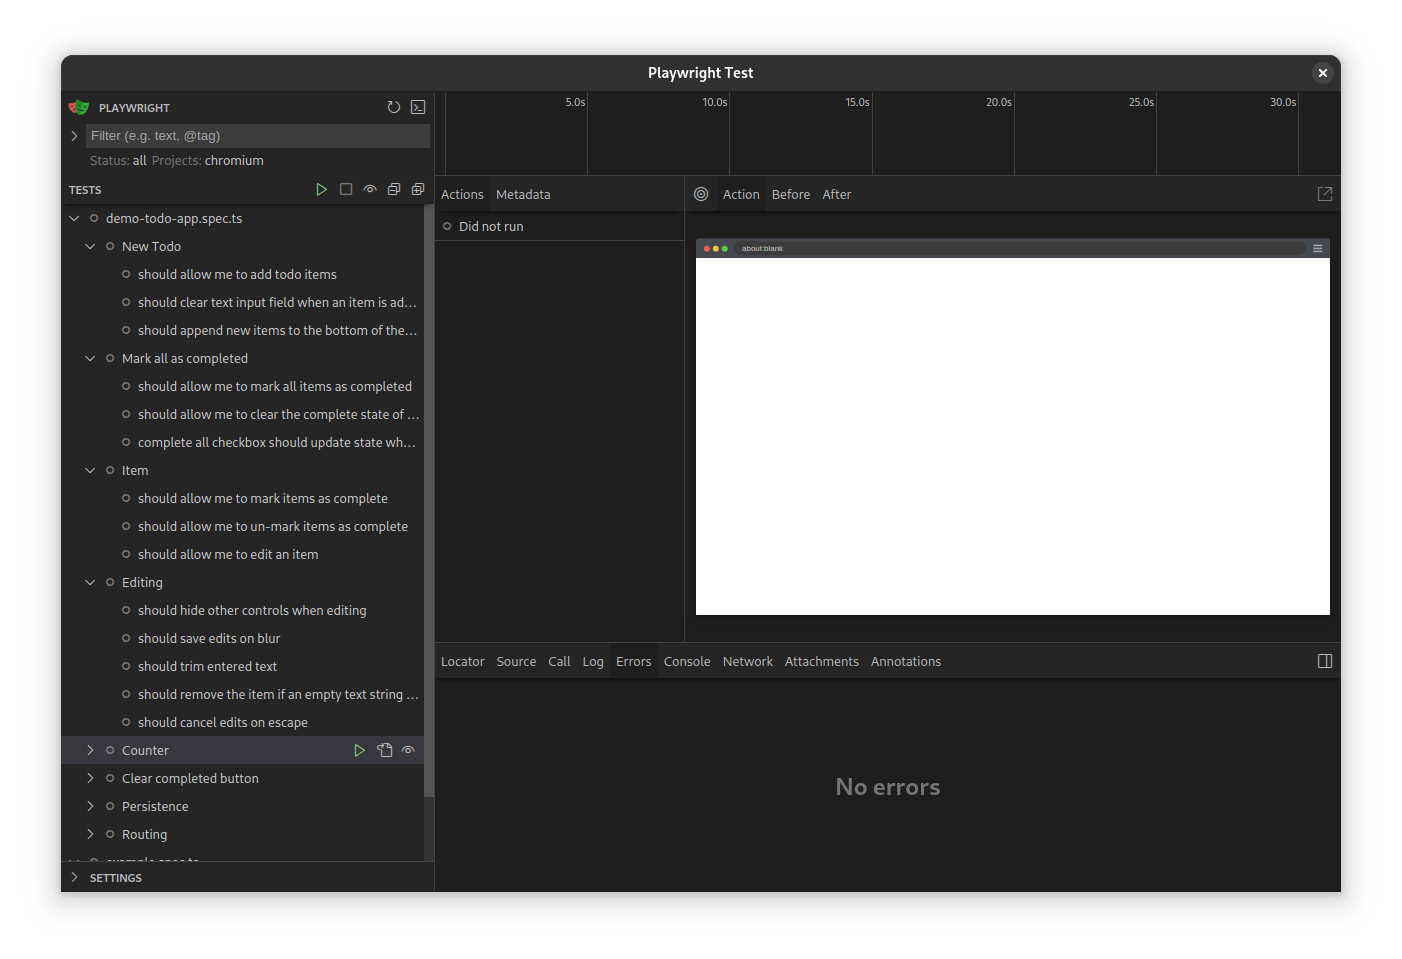 Playwright Test
PLAYWRIGHT
Filter (e.g. text, @tag)
Status: all Projects: chromium
TESTS
demo-todo-app.spec.ts
New Todo
should allow me to add todo items
should clear text input field when an item is ad...
should append new items to the bottom of the...
Mark all as completed
should allow me to mark all items as completed
should allow me to clear the complete state of ...
complete all checkbox should update state wh...
Item
should allow me to mark items as complete
should allow me to un-mark items as complete
should allow me to edit an item
Editing
should hide other controls when editing
should save edits on blur
should trim entered text
should remove the item if an empty text string ...
should cancel edits on escape
Counter
Clear completed button
Persistence
Routing
example.spec.ts
SETTINGS
5.0s 10.0s 15.0s 20.0s 25.0s 30.0s
Actions Metadata
Did not run
Action Before After
about:blank
Locator Source Call Log Errors Console Network Attachments Annotations
No errors